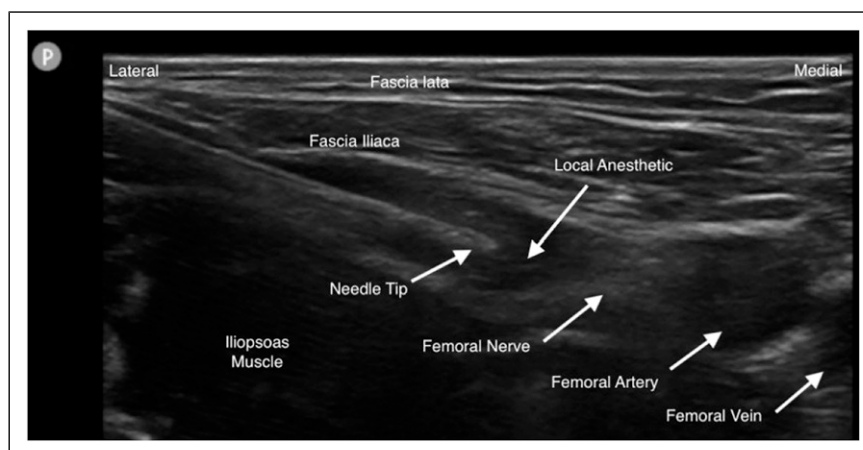 P
Lateral
Medial
Fascia lata
Fascia Iliaca
Local Anesthetic
Needle Tip
Iliopsoas
Muscle
Femoral Nerve
Femoral Artery
Femoral Vein